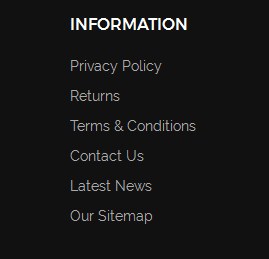 INFORMATION
Privacy Policy
Returns
Terms & Conditions
Contact Us
Latest News
Our Sitemap